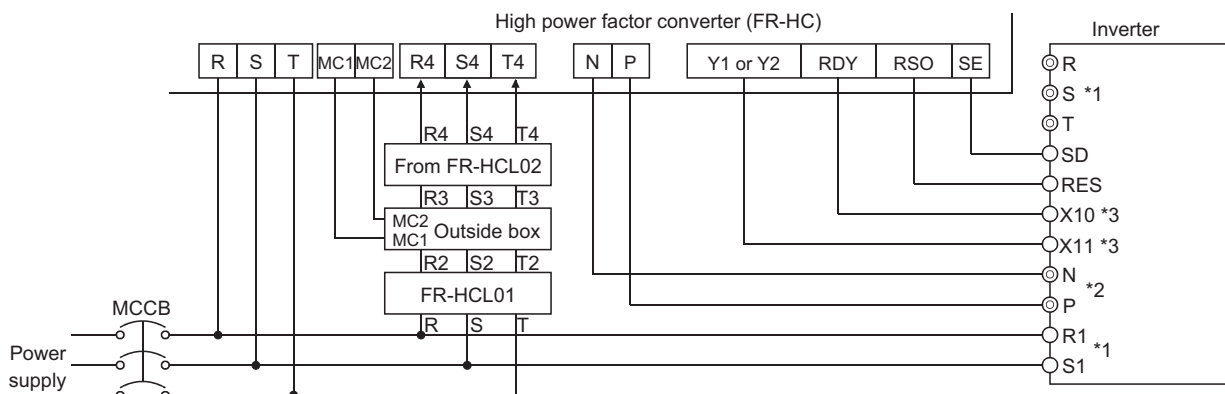 High power factor converter (FR-HC)
Inverter
R S T MC1 MC2 R4 S4 T4 N P Y1 or Y2 RDY RSO SE
R
S *1
T
R4 S4 T4
SD
From FR-HCL02
RES
R3 S3 T3
X10 *3
MC2
MC1 Outside box
X11 *3
R2 S2 T2
N
*2
FR-HCL01
P
MCCB
R S T
R1
*1
Power
supply
S1